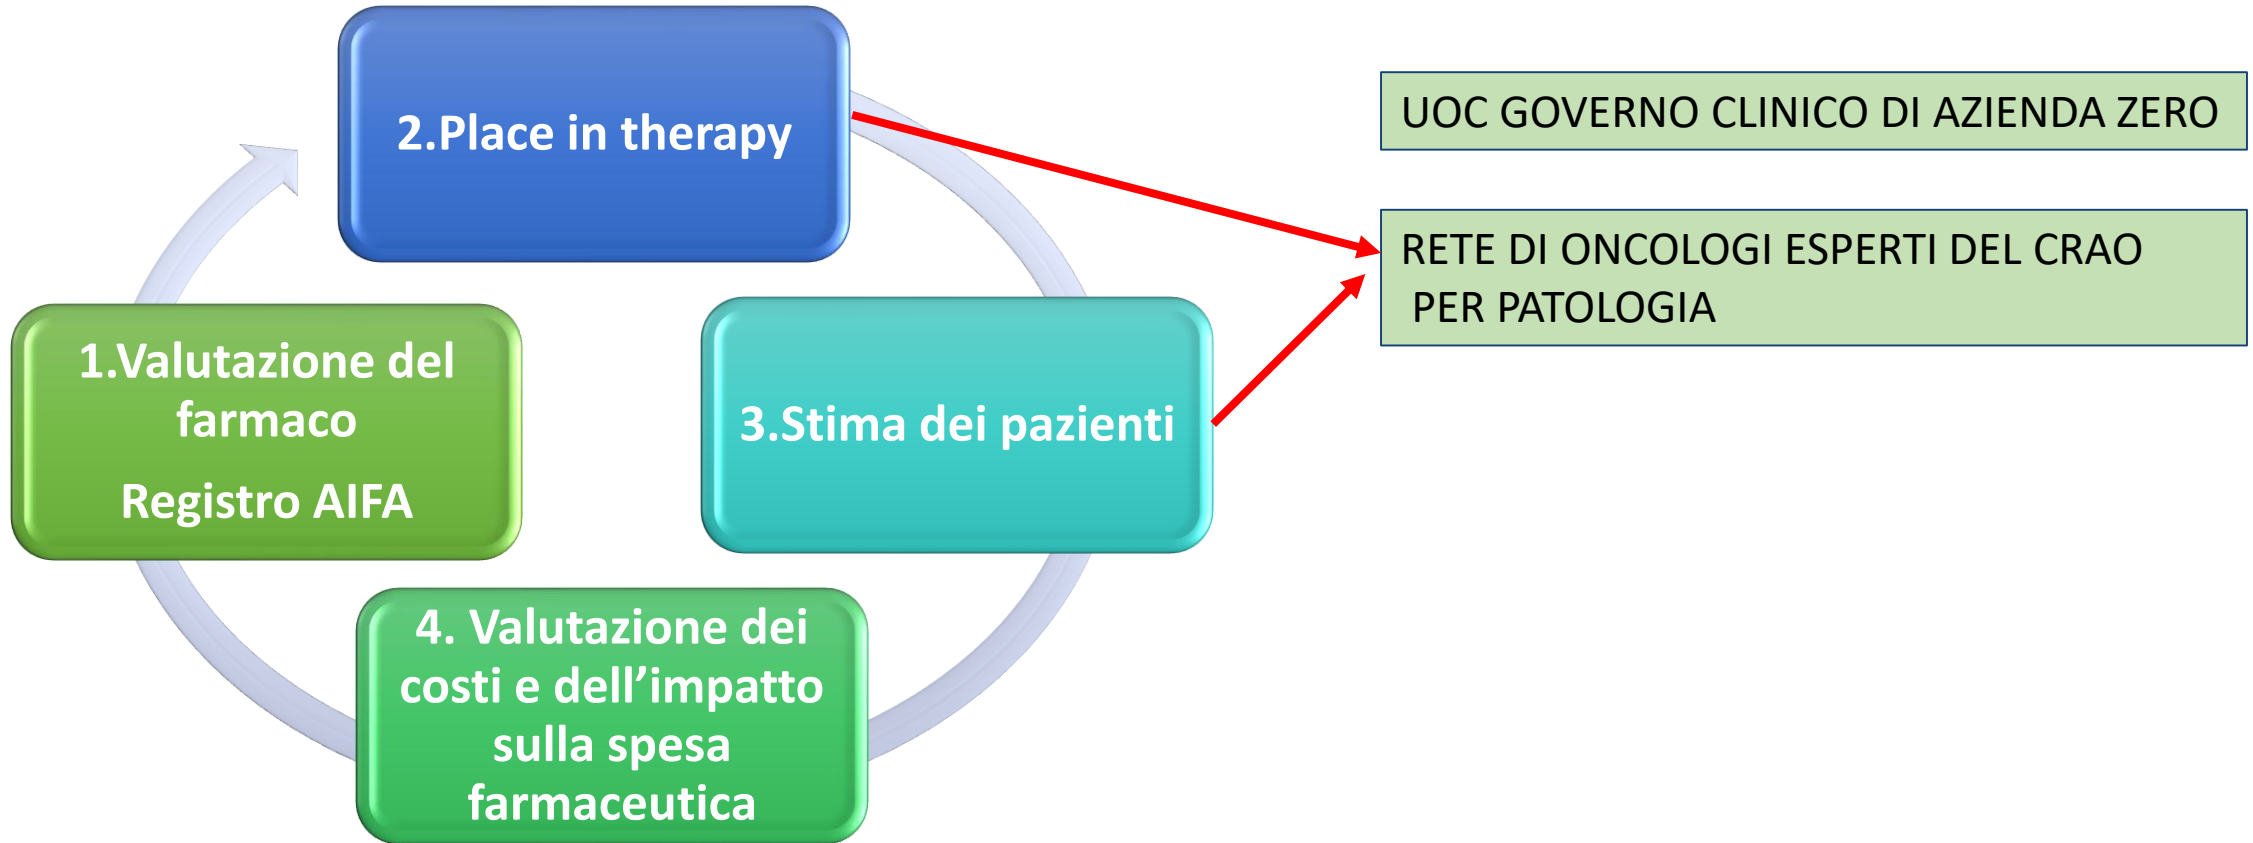 2.Place in therapy
UOC GOVERNO CLINICO DI AZIENDA ZERO
RETE DI ONCOLOGI ESPERTI DEL CRAO
PER PATOLOGIA
1.Valutazione del
farmaco
Registro AIFA
3.Stima dei pazienti
4. Valutazione dei
costi e dell’impatto
sulla spesa
farmaceutica